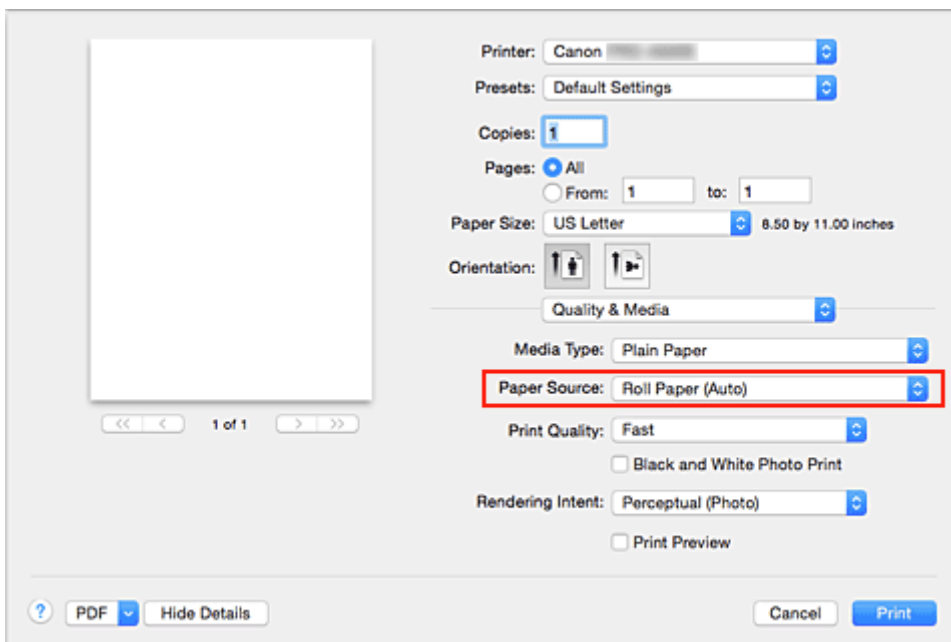 Printer: Canon
Presets: Default Settings
Copies: 1
Pages: All
From: 1 to: 1
Paper Size: US Letter 8.50 by 11.00 inches
Orientation:
Quality & Media
Media Type: Plain Paper
Paper Source: Roll Paper (Auto)
<< < 1 of 1 > >>
Print Quality: Fast
Black and White Photo Print
Rendering Intent: Perceptual (Photo)
Print Preview
? PDF Hide Details Cancel Print